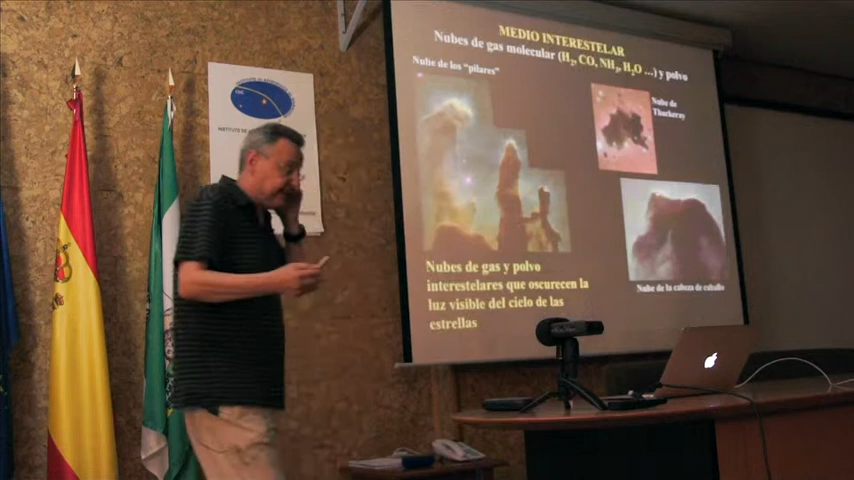 MEDIO INTERESTELAR
Nubes de gas molecular (H₂, CO, NH₃, H₂O ...) y polvo
Nube de los "pilares"
Nube de
Thackeray
Nubes de gas y polvo
interestelares que oscurecen la
luz visible del cielo de las
estrellas
Nube de la cabeza de caballo
INSTITUTO DE